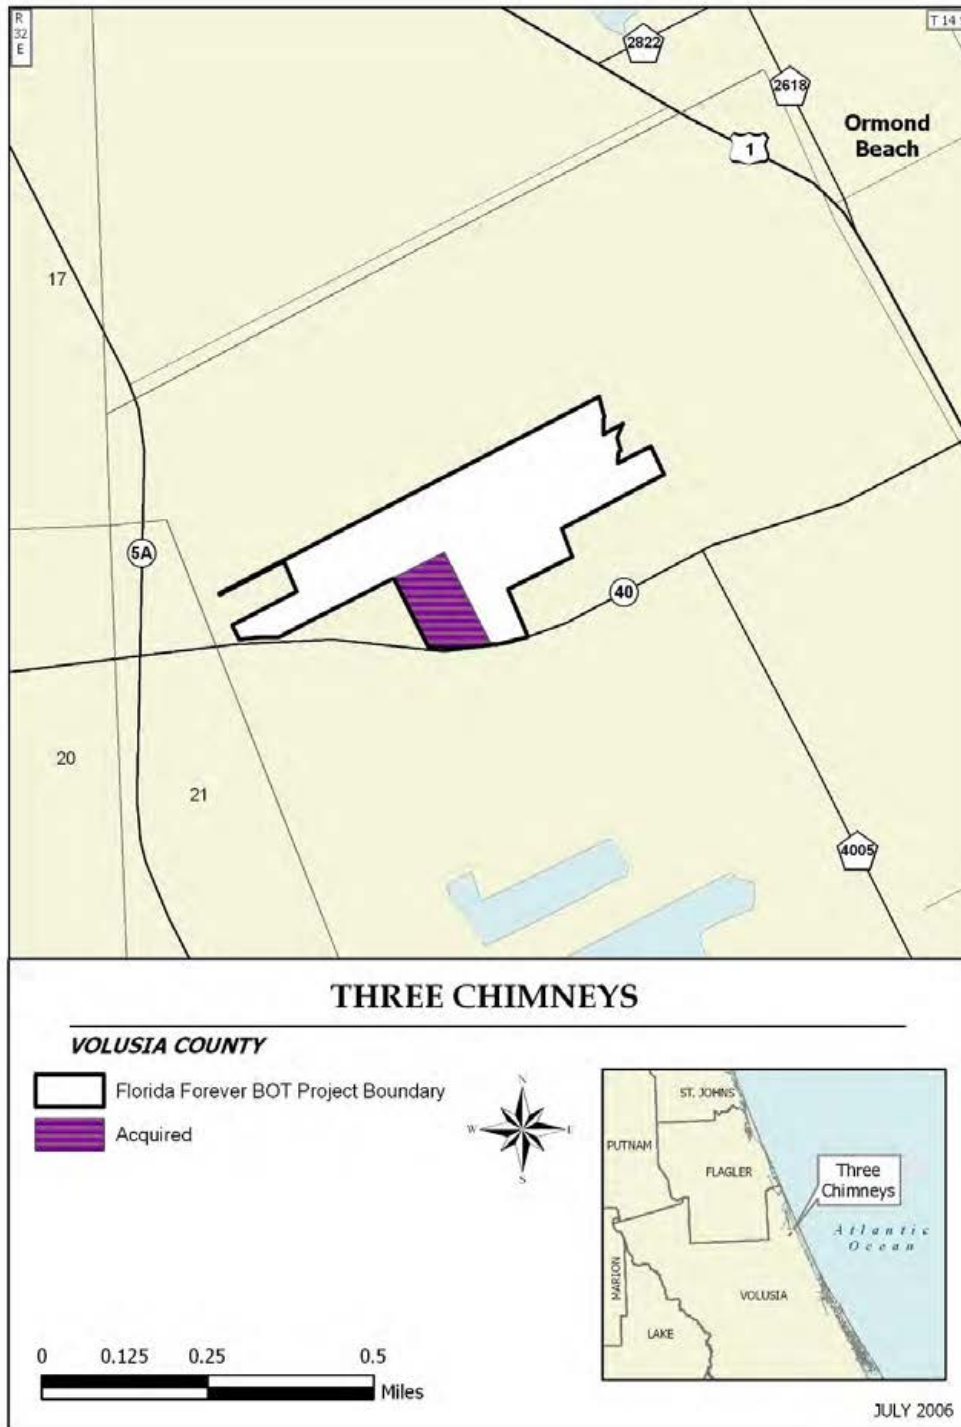 R
32
E
T 14
2822
2618
Ormond
Beach
1
17
5A
40
20
21
4005
THREE CHIMNEYS
VOLUSIA COUNTY
Florida Forever BOT Project Boundary
Acquired
N
W
E
S
ST. JOHNS
PUTNAM
FLAGLER
Three
Chimneys
Atlantic
Ocean
MARION
VOLUSIA
LAKE
0 0.125 0.25 0.5
Miles
JULY 2006